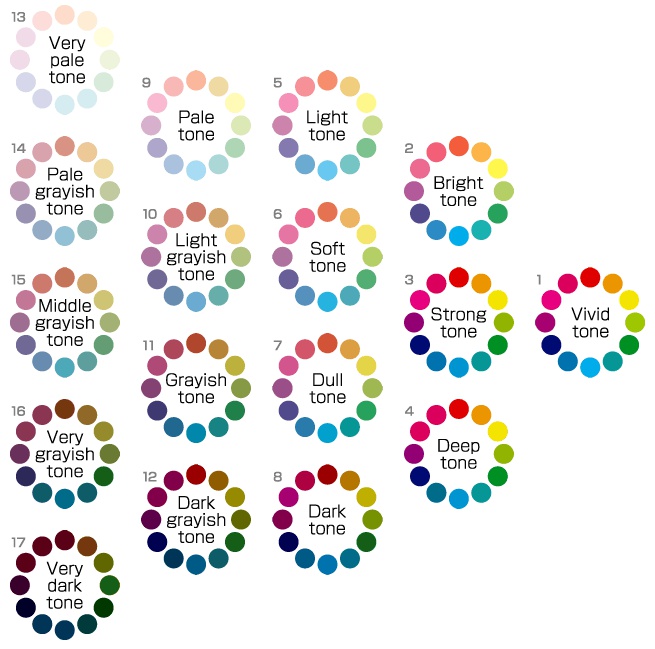 13
Very
pale
tone
9
Pale
tone
5
Light
tone
14
Pale
grayish
tone
2
Bright
tone
10
Light
grayish
tone
6
Soft
tone
15
Middle
grayish
tone
3
Strong
tone
1
Vivid
tone
11
Grayish
tone
7
Dull
tone
16
Very
grayish
tone
4
Deep
tone
12
Dark
grayish
tone
8
Dark
tone
17
Very
dark
tone